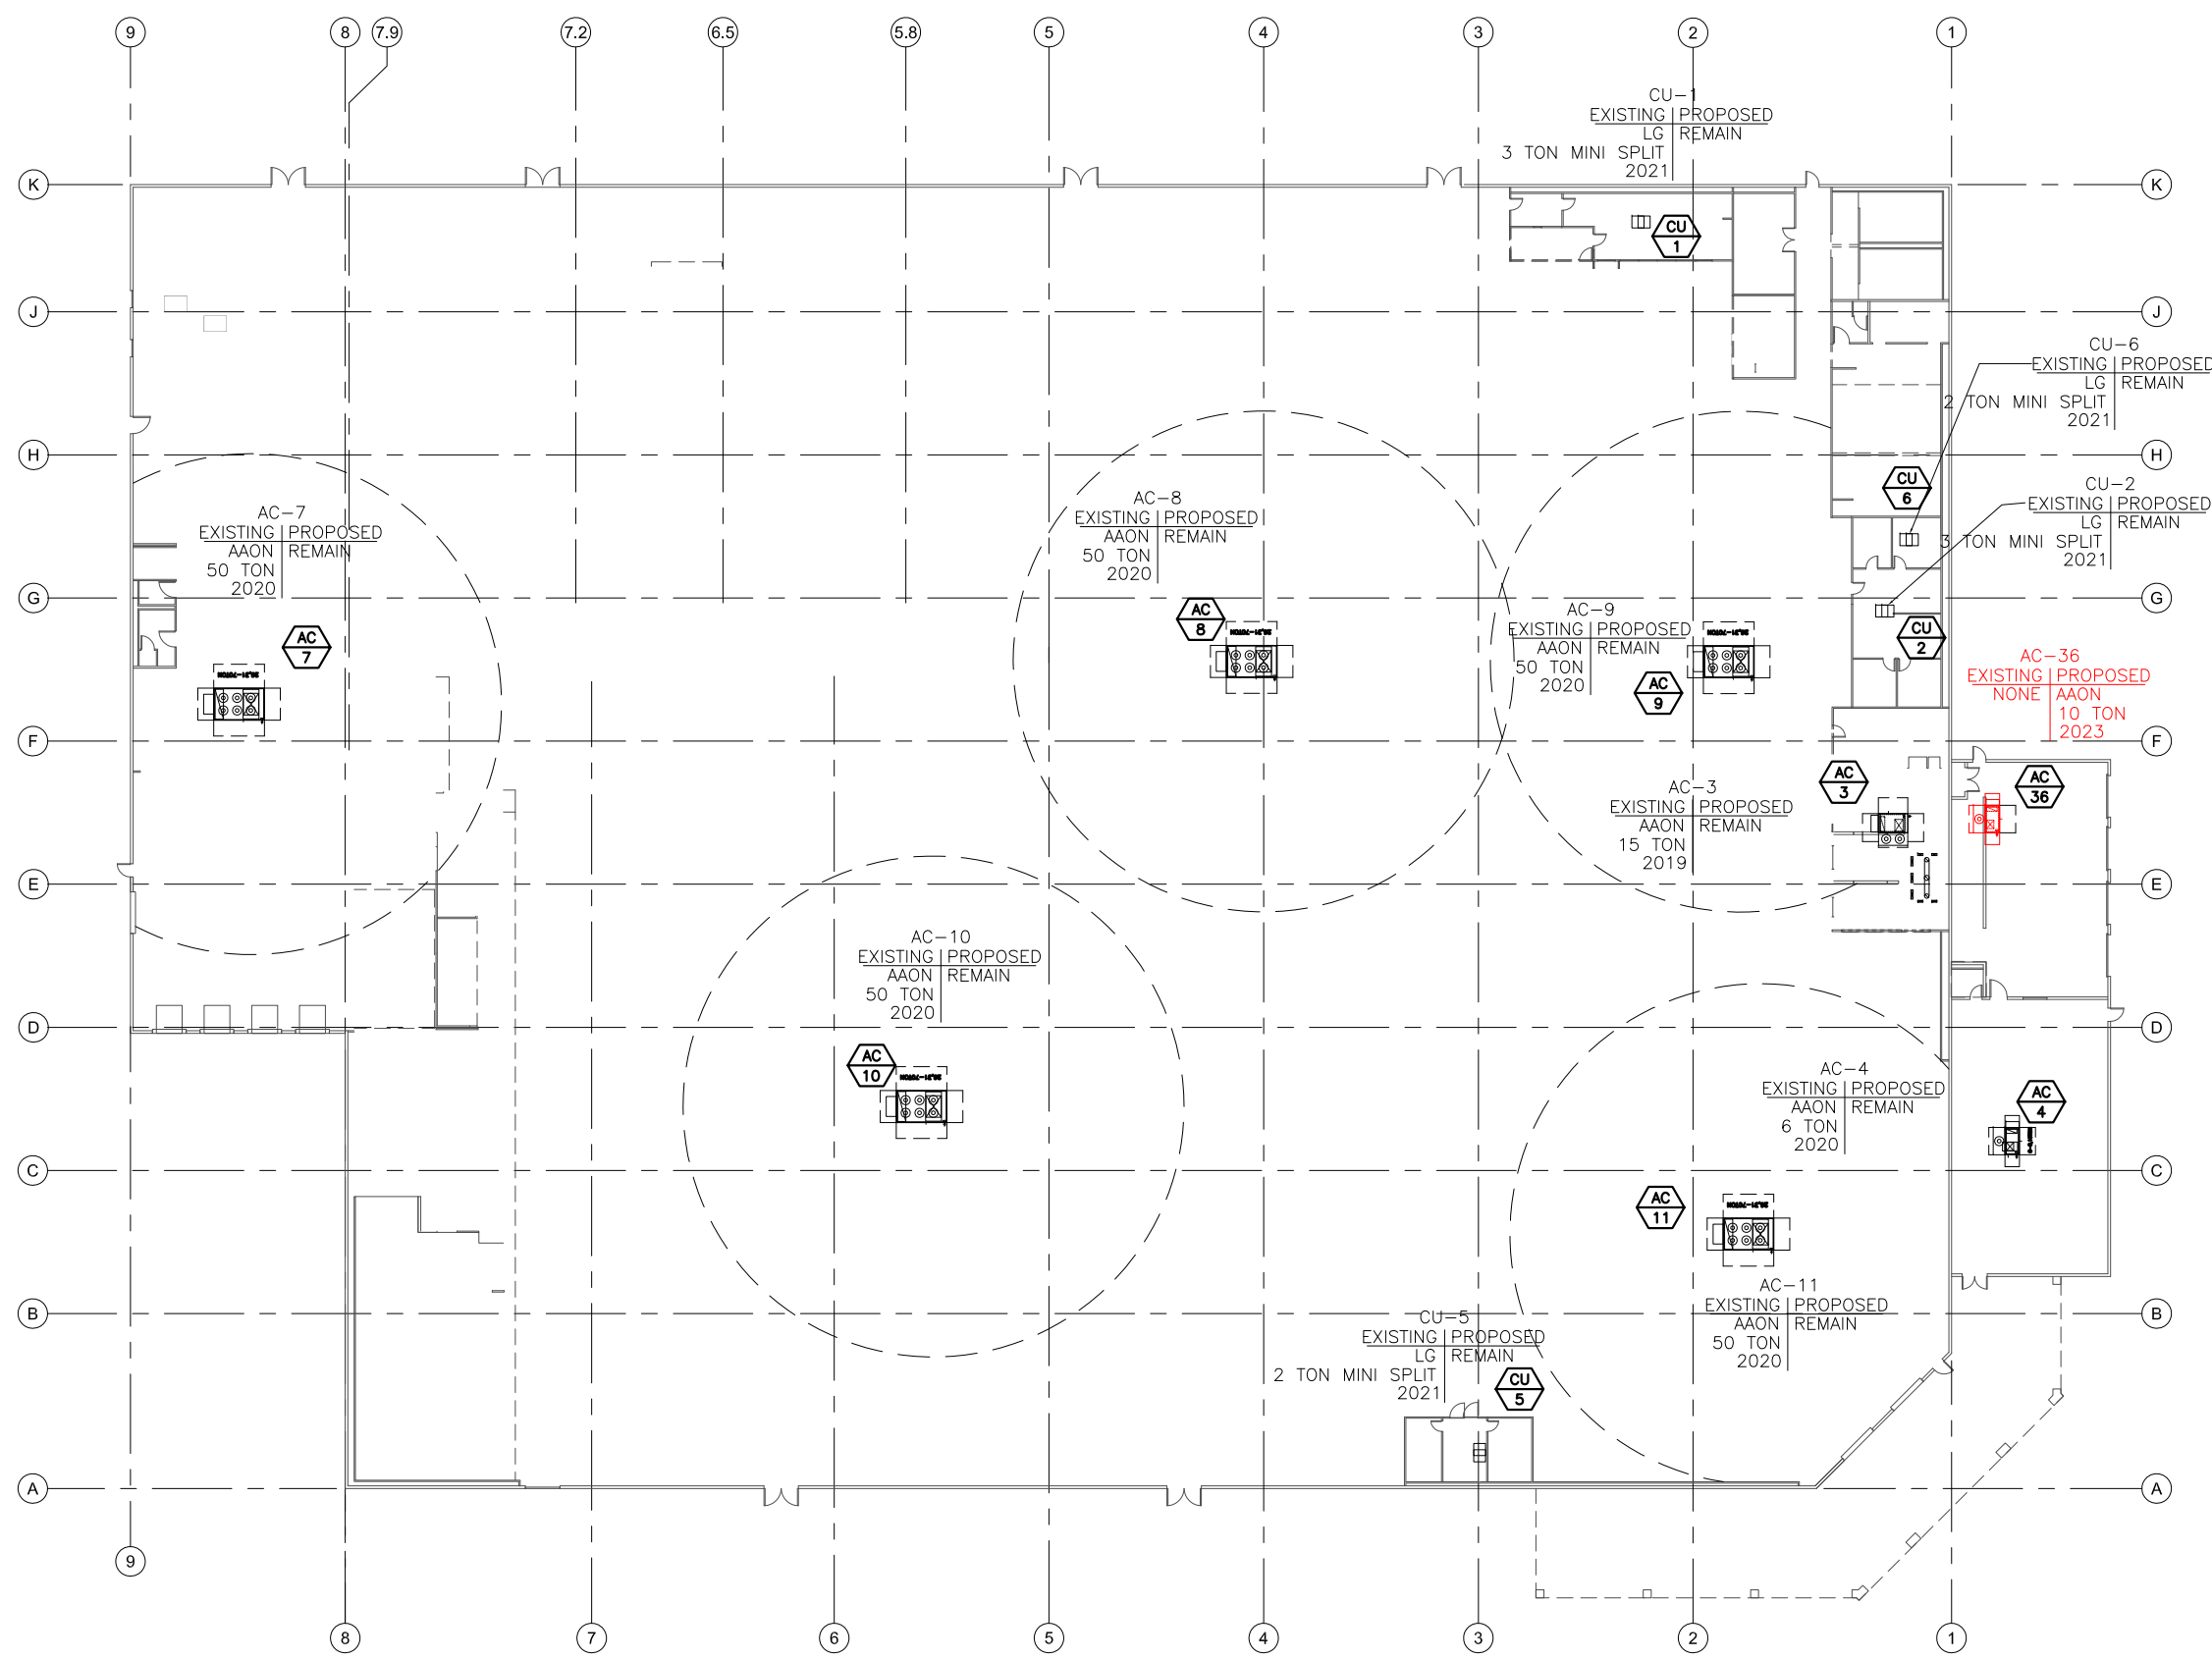 9 8 7.9 7.2 6.5 5.8 5 4 3 2 1
CU-1
EXISTING PROPOSED
LG REMAIN
3 TON MINI SPLIT
2021
K K
CU
1
J J
CU-6
EXISTING PROPOSED
LG REMAIN
2 TON MINI SPLIT
2021
H H
CU
6
CU-2
EXISTING PROPOSED
LG REMAIN
3 TON MINI SPLIT
2021
AC-7
EXISTING PROPOSED
AAON REMAIN
50 TON
2020
AC-8
EXISTING PROPOSED
AAON REMAIN
50 TON
2020
G G
AC
7
AC
8
AC-9
EXISTING PROPOSED
AAON REMAIN
50 TON
2020
AC
9
CU
2
AC-36
EXISTING PROPOSED
NONE AAON
10 TON
2023
F F
AC-3
EXISTING PROPOSED
AAON REMAIN
15 TON
2019
AC
3
AC
36
E E
AC-10
EXISTING PROPOSED
AAON REMAIN
50 TON
2020
D D
AC
10
AC-4
EXISTING PROPOSED
AAON REMAIN
6 TON
2020
AC
4
C C
AC
11
AC-11
EXISTING PROPOSED
AAON REMAIN
50 TON
2020
B B
CU-5
EXISTING PROPOSED
LG REMAIN
2 TON MINI SPLIT
2021
CU
5
A A
9
8 7 6 5 4 3 2 1